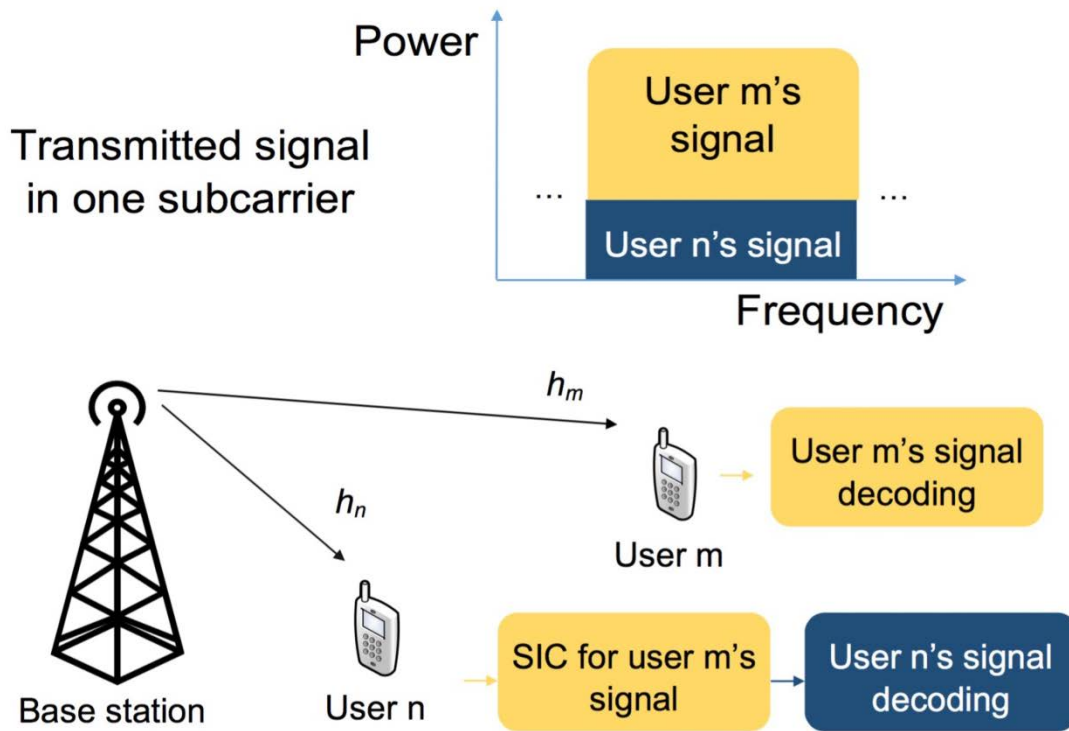 Power
User m's
signal
Transmitted signal
in one subcarrier
...
...
User n's signal
Frequency
hm
hn
User m's signal
decoding
User m
SIC for user m's
signal
User n's signal
decoding
Base station
User n